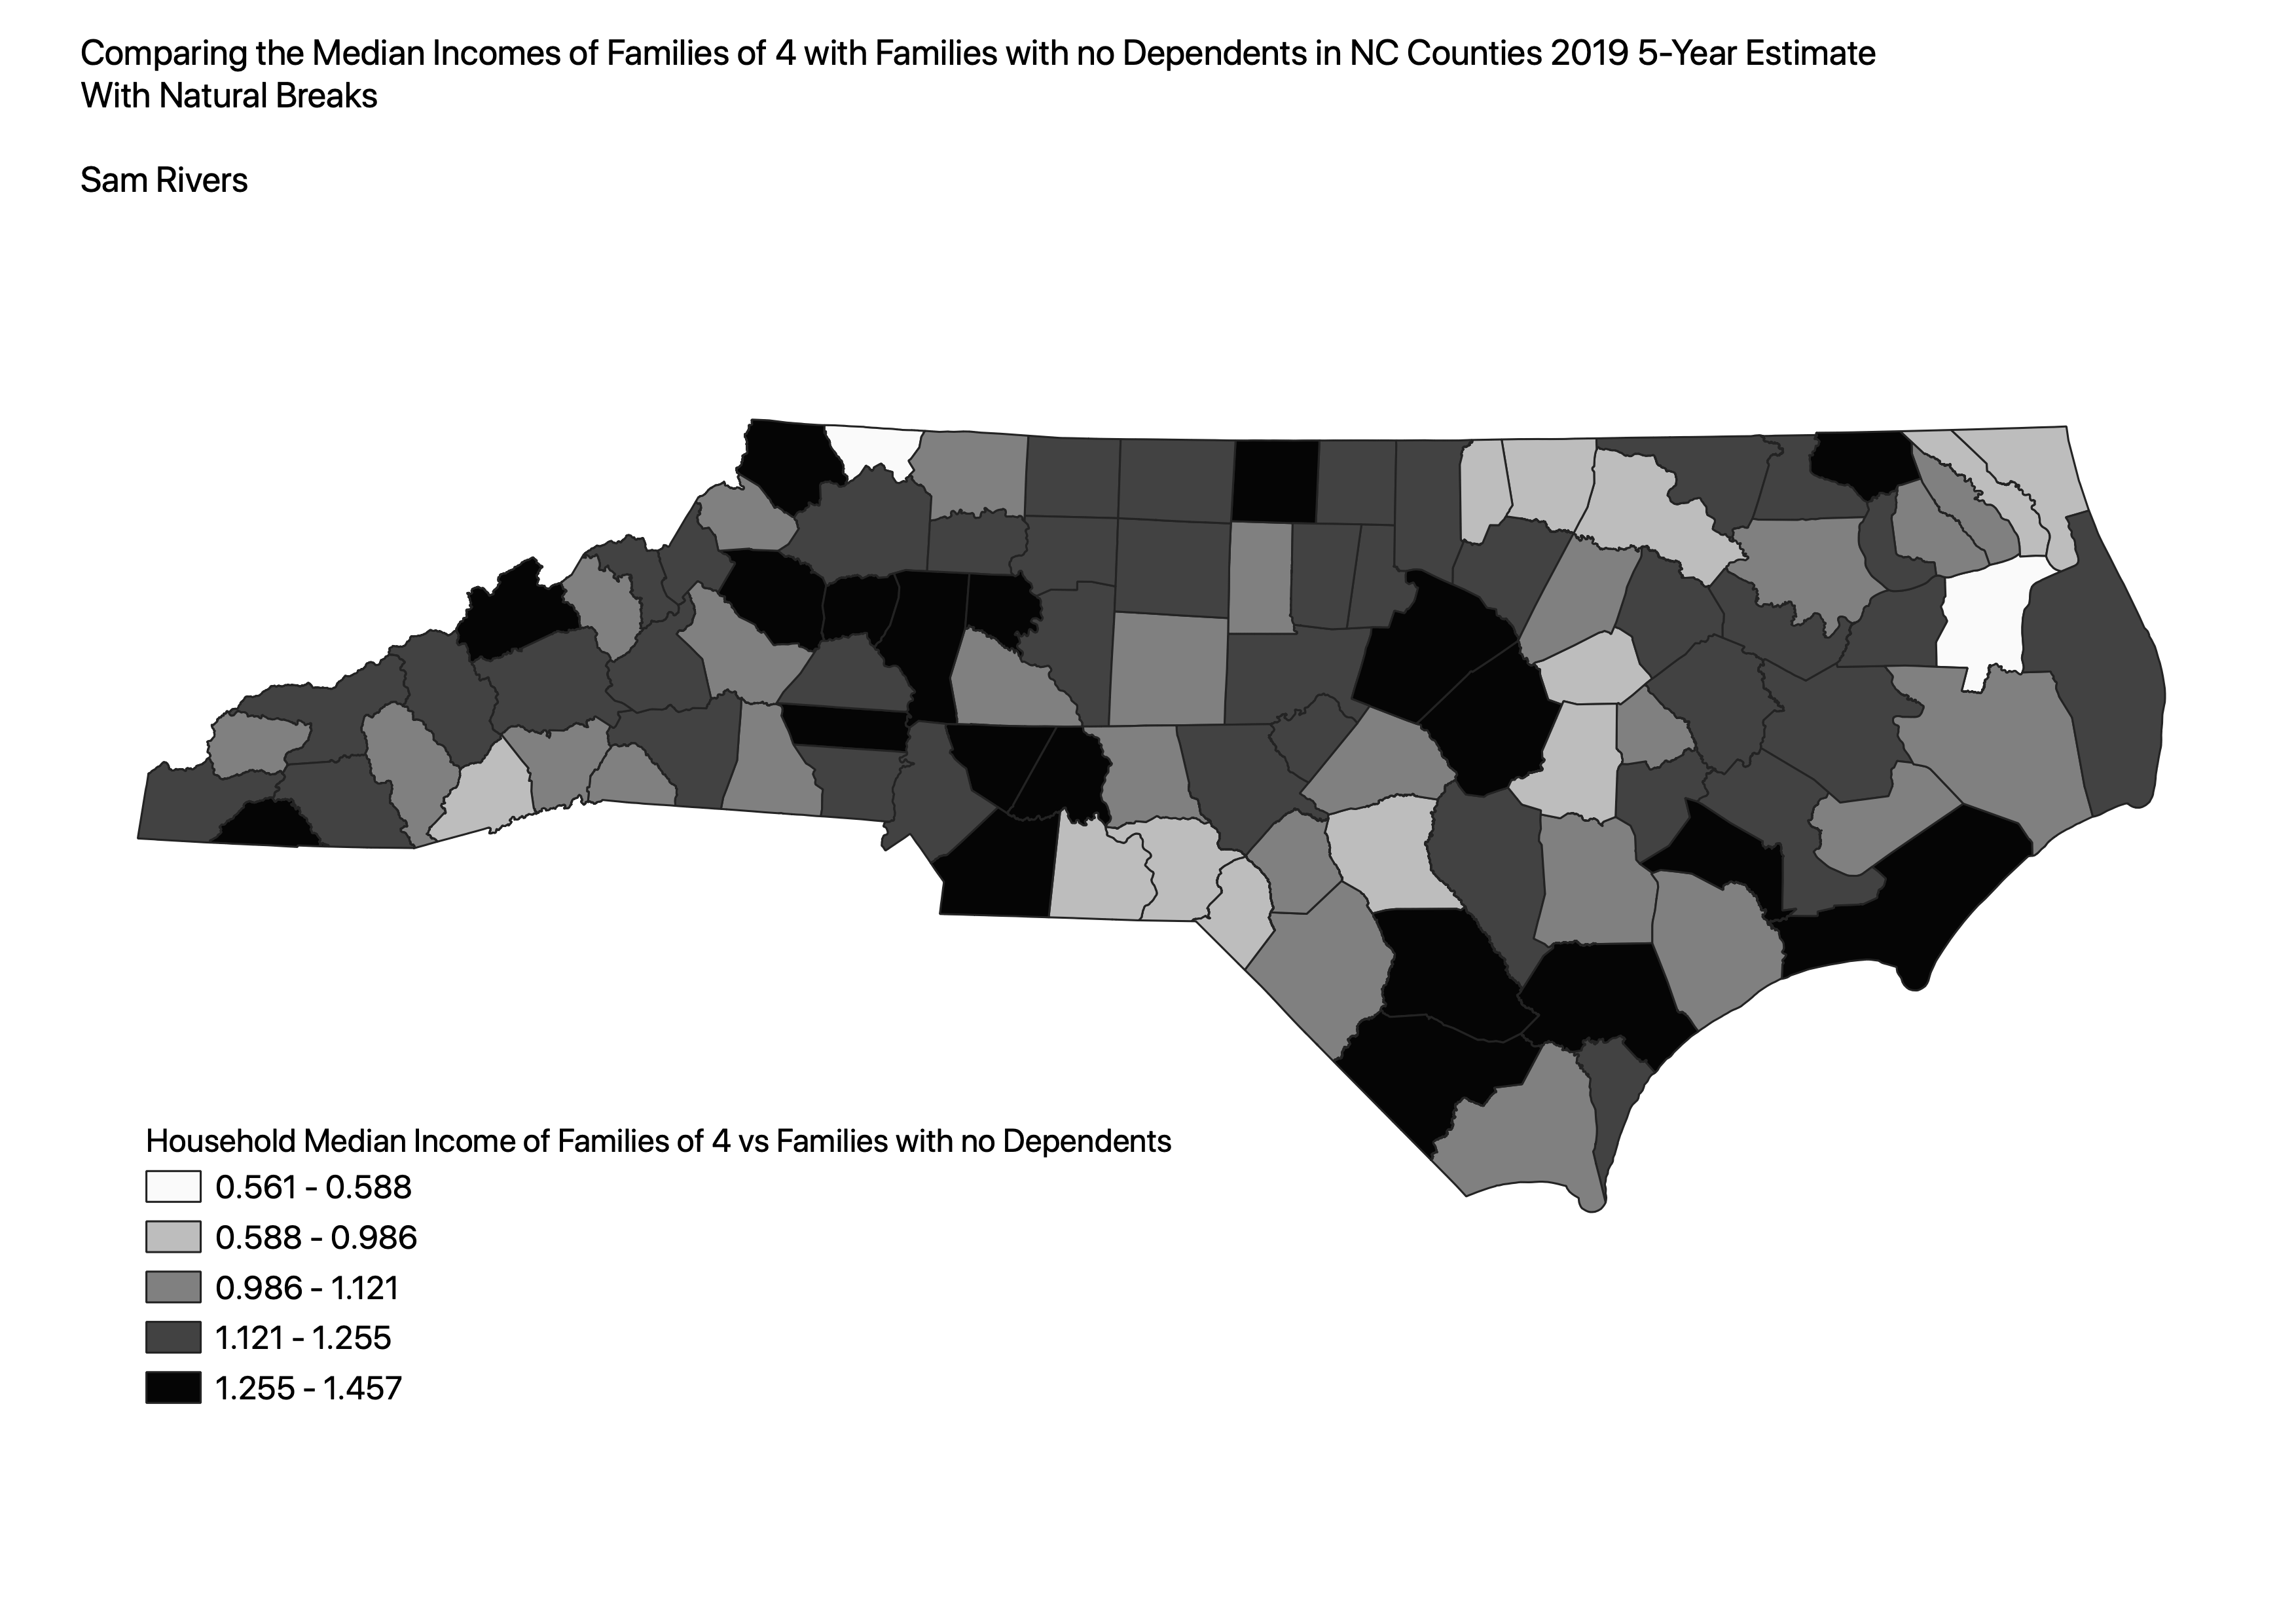 Comparing the Median Incomes of Families of 4 with Families with no Dependents in NC Counties 2019 5-Year Estimate
With Natural Breaks
Sam Rivers
Household Median Income of Families of 4 vs Families with no Dependents
0.561 - 0.588
0.588 - 0.986
0.986 - 1.121
1.121 - 1.255
1.255 - 1.457